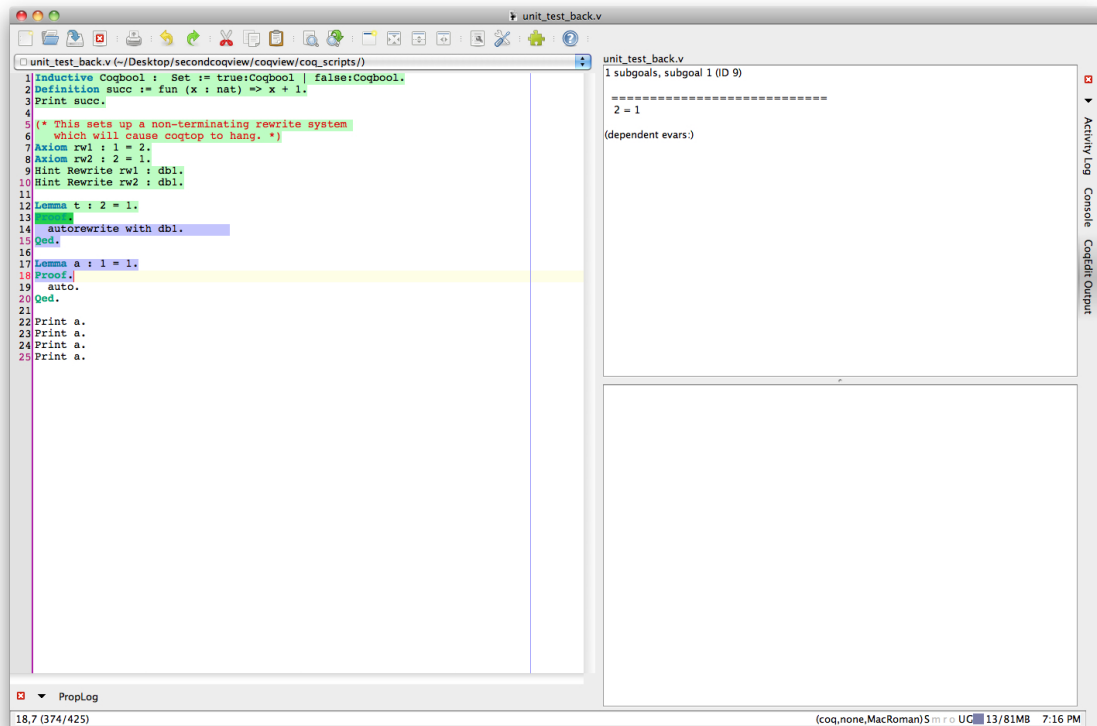 unit_test_back.v
unit_test_back.v (~/Desktop/secondcoqview/coqview/coq_scripts/)
1 Inductive Coqbool :  Set := true:Coqbool | false:Coqbool.
2 Definition succ := fun (x : nat) => x + 1.
3 Print succ.
4
5 (* This sets up a non-terminating rewrite system
6    which will cause coqtop to hang. *)
7 Axiom rw1 : 1 = 2.
8 Axiom rw2 : 2 = 1.
9 Hint Rewrite rw1 : db1.
10 Hint Rewrite rw2 : db1.
11
12 Lemma t : 2 = 1.
13 Proof.
14   autorewrite with db1.
15 Qed.
16
17 Lemma a : 1 = 1.
18 Proof.
19   auto.
20 Qed.
21
22 Print a.
23 Print a.
24 Print a.
25 Print a.
unit_test_back.v
1 subgoals, subgoal 1 (ID 9)
============================
2 = 1
(dependent evars:)
Activity Log
Console
CoqEdit Output
PropLog
18,7 (374/425)
(coq,none,MacRoman) S m r o UG 13/81MB 7:16 PM